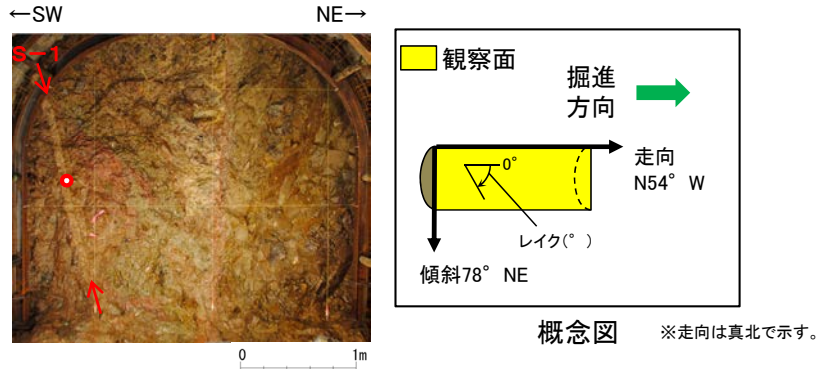 ←SW
NE→
S-1
0
1m
観察面
掘進
方向
0°
走向
N54° W
レイク(°)
傾斜78° NE
概念図
※走向は真北で示す。